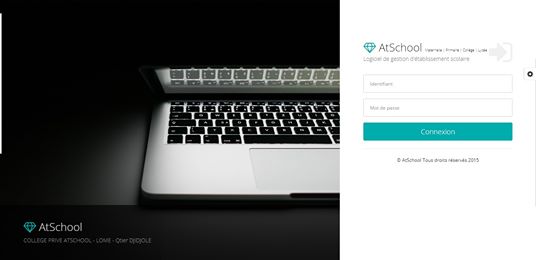 AtSchool Maternelle | Primaire | Collège | Lycée
Logiciel de gestion d'établissement scolaire
Identifiant
Mot de passe
Connexion
© AtSchool Tous droits réservés.2015
AtSchool
COLLEGE PRIVE ATSCHOOL - LOME - Qtier DJIDJOLE